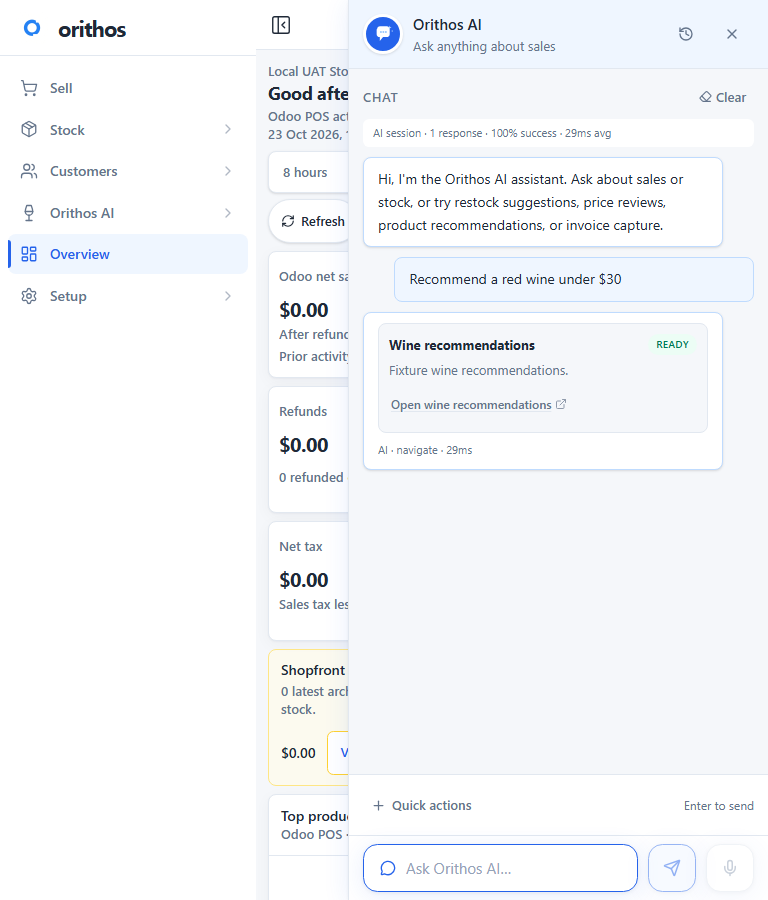 orithos
Sell
Stock
Customers
Orithos AI
Overview
Setup
Local UAT Sto
Good afte
Odoo POS act
23 Oct 2026,
8 hours
Refresh
Odoo net sa
$0.00
After refund
Prior activity
Refunds
$0.00
0 refunded
Net tax
$0.00
Sales tax les
Shopfront
0 latest arch
stock.
$0.00
V
Top produ
Odoo POS ·
Orithos AI
Ask anything about sales
CHAT
Clear
AI session · 1 response · 100% success · 29ms avg
Hi, I'm the Orithos AI assistant. Ask about sales or
stock, or try restock suggestions, price reviews,
product recommendations, or invoice capture.
Recommend a red wine under $30
Wine recommendations
READY
Fixture wine recommendations.
Open wine recommendations
AI · navigate · 29ms
Quick actions
Enter to send
Ask Orithos AI...